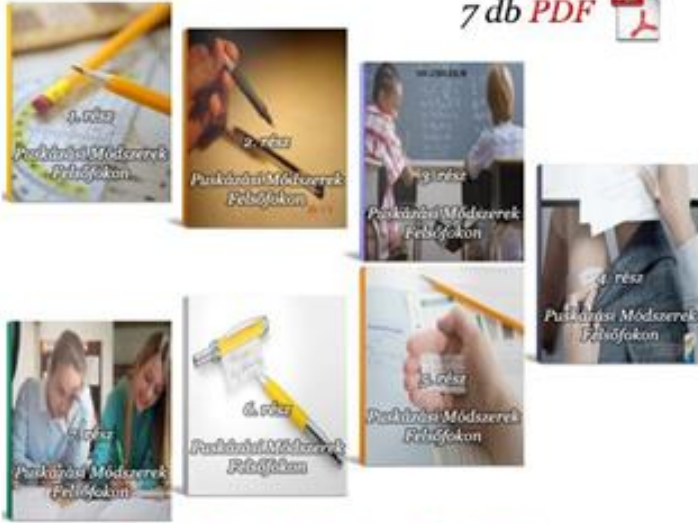 7 db PDF
1. rész
Puskázási Módszerek
Felsőfokon
2. rész
Puskázási Módszerek
Felsőfokon
3. rész
Puskázási Módszerek
Felsőfokon
4. rész
Puskázási Módszerek
Felsőfokon
7. rész
Puskázási Módszerek
Felsőfokon
6. rész
Puskázási Módszerek
Felsőfokon
5. rész
Puskázási Módszerek
Felsőfokon